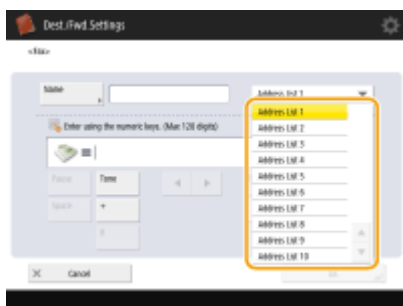 Dest./Fwd Settings
<Fax>
Name
Address List 1
Address List 1
Enter using the numeric keys. (Max 120 digits)
Address List 2
Address List 3
Address List 4
Pause
Tone
Address List 5
Address List 6
Space
+
Address List 7
R
Address List 8
Address List 9
Address List 10
Cancel
OK